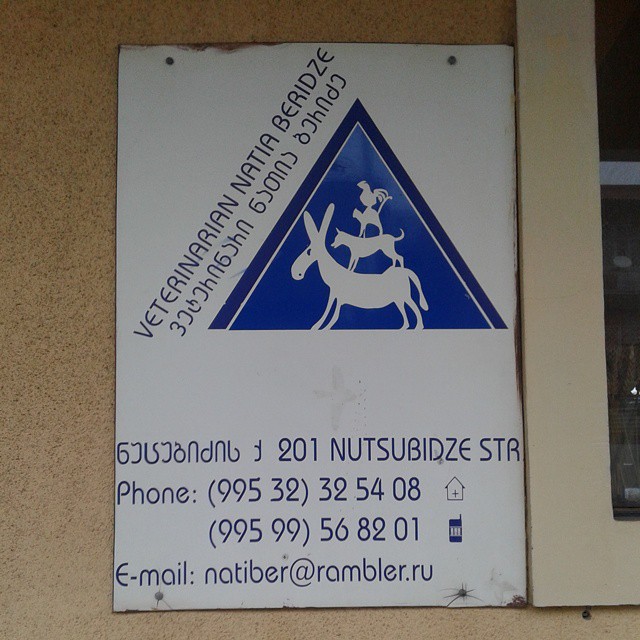 VETERINARIAN NATIA BERIDZE
ვეტერინარი ნათია ბერიძე
ნუცუბიძის ქ 201 NUTSUBIDZE STR
Phone: (995 32) 32 54 08
(995 99) 56 82 01
E-mail: natiber@rambler.ru